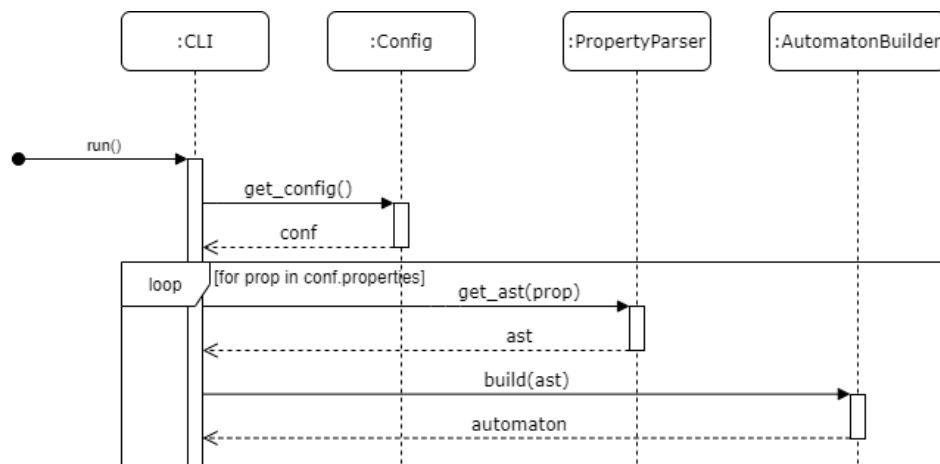 :CLI
:Config
:PropertyParser
:AutomatonBuilder
run()
get_config()
conf
loop
[for prop in conf.properties]
get_ast(prop)
ast
build(ast)
automaton